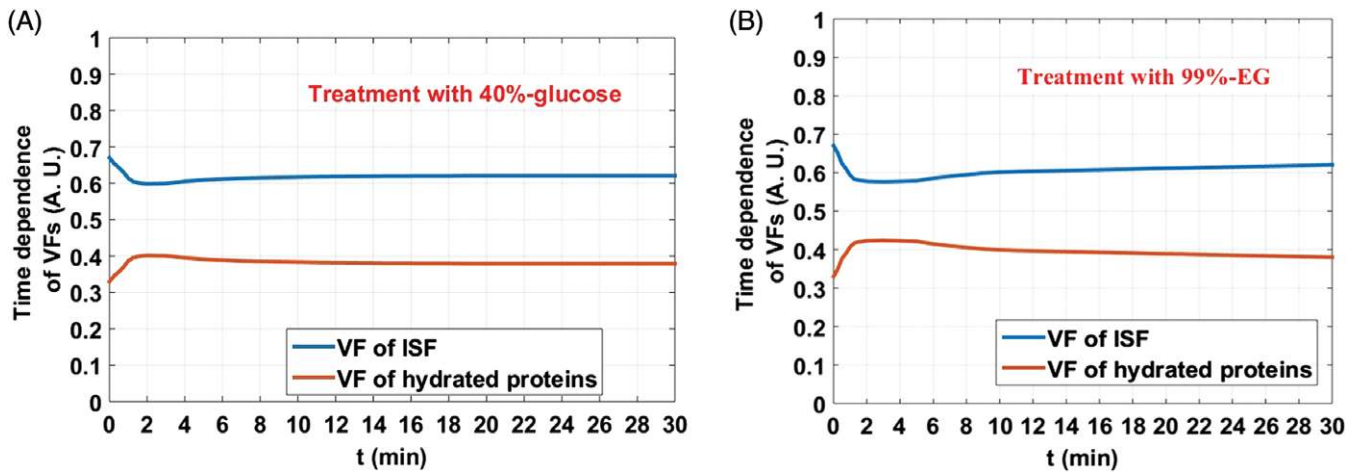 (A)
Time dependence
of VFs (A. U.)
1
0.9
0.8
0.7
0.6
0.5
0.4
0.3
0.2
0.1
0
Treatment with 40%-glucose
VF of ISF
VF of hydrated proteins
0 2 4 6 8 10 12 14 16 18 20 22 24 26 28 30
t (min)
(B)
Time dependence
of VFs (A. U.)
1
0.9
0.8
0.7
0.6
0.5
0.4
0.3
0.2
0.1
0
Treatment with 99%-EG
VF of ISF
VF of hydrated proteins
0 2 4 6 8 10 12 14 16 18 20 22 24 26 28 30
t (min)